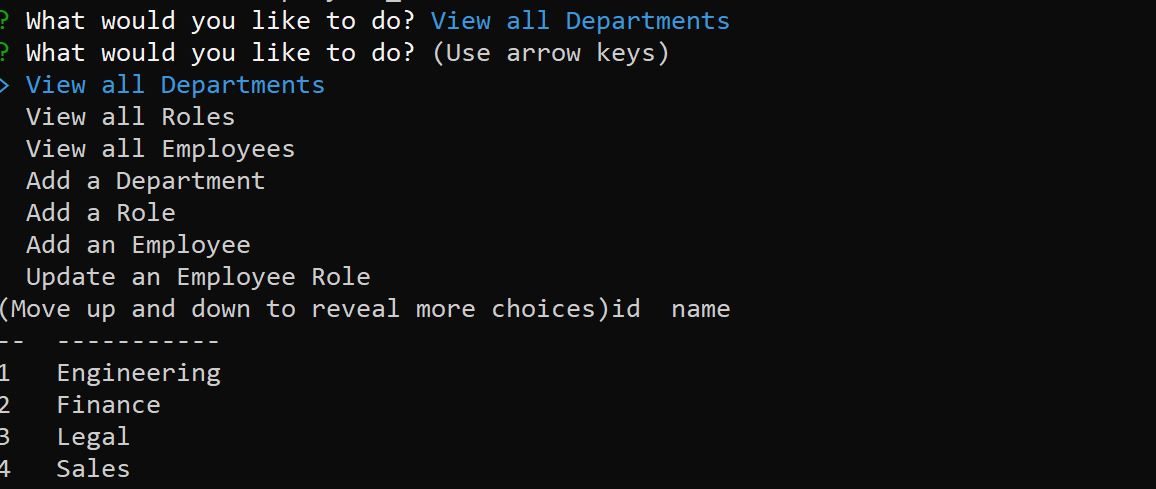 ? What would you like to do? View all Departments
? What would you like to do? (Use arrow keys)
> View all Departments
  View all Roles
  View all Employees
  Add a Department
  Add a Role
  Add an Employee
  Update an Employee Role
(Move up and down to reveal more choices)id  name
--  -----------
1   Engineering
2   Finance
3   Legal
4   Sales